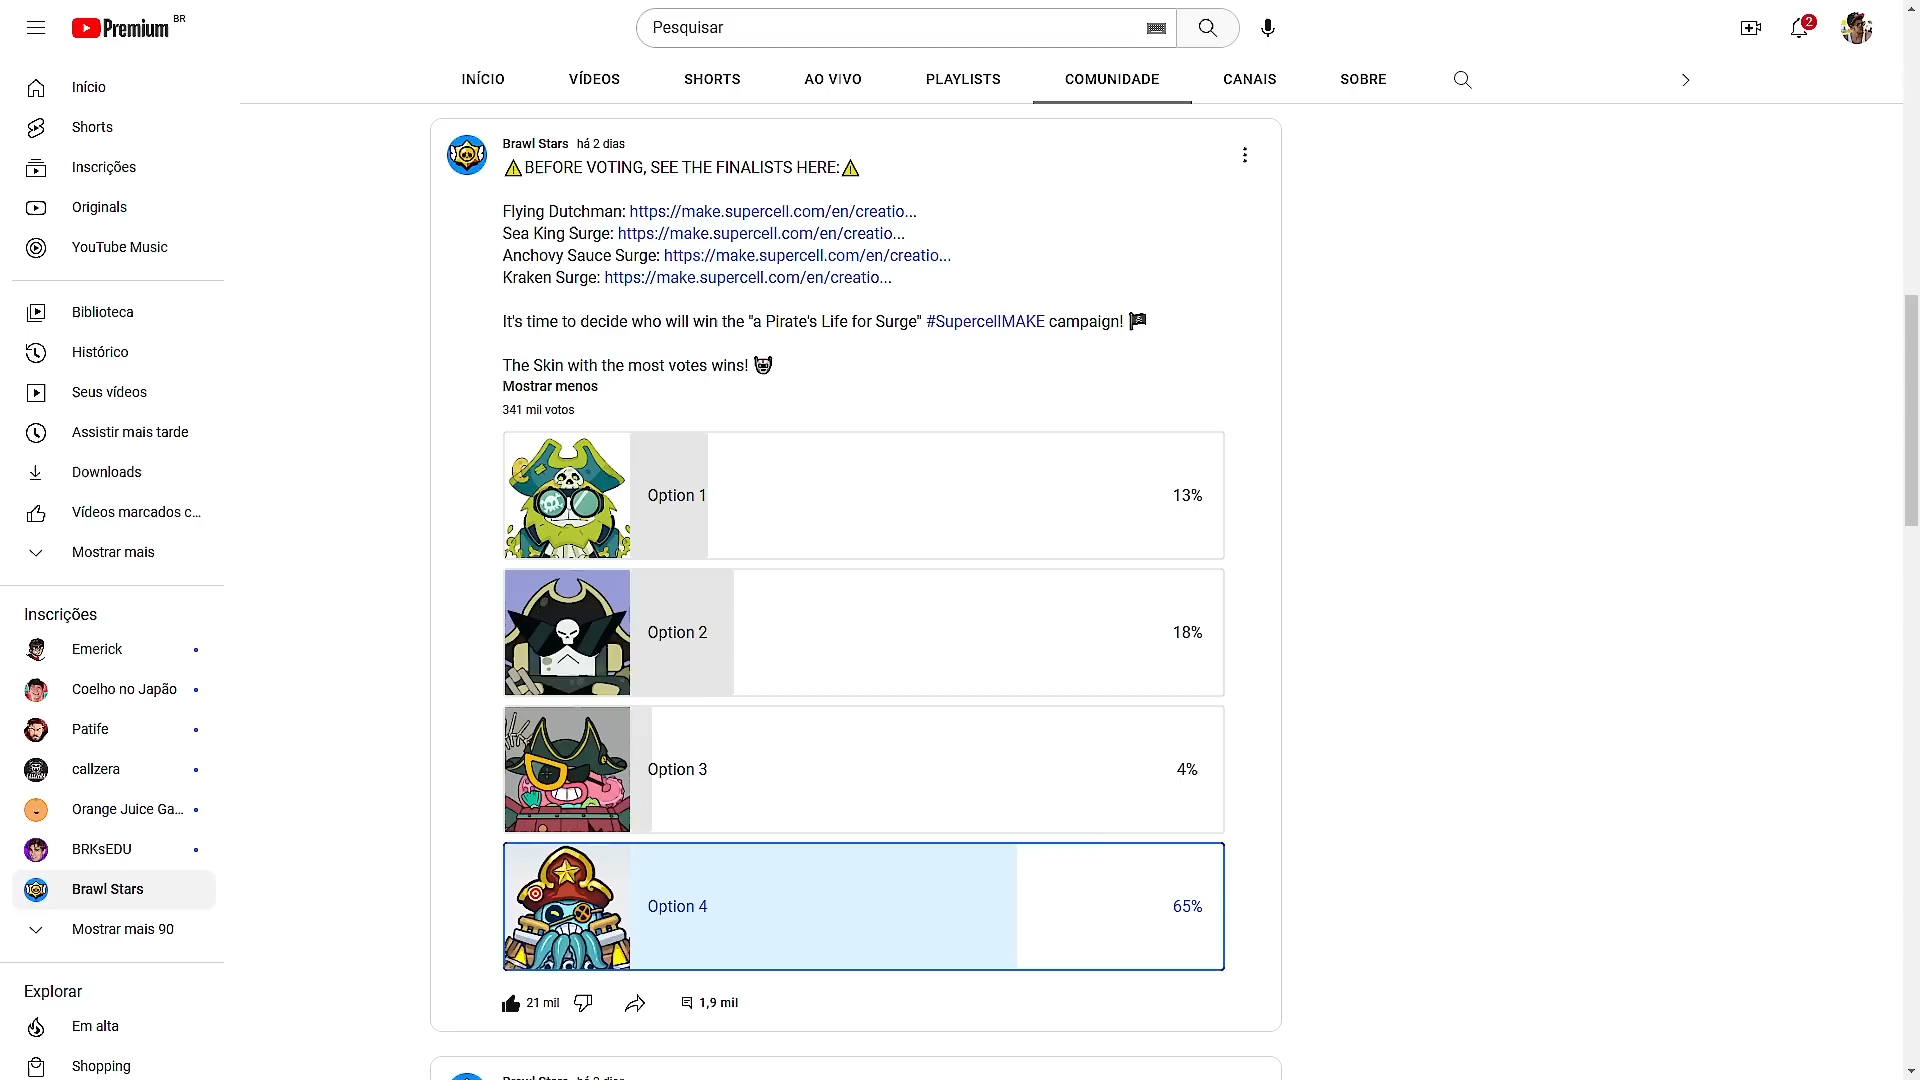 Premium BR
Pesquisar
2
INÍCIO
VÍDEOS
SHORTS
AO VIVO
PLAYLISTS
COMUNIDADE
CANAIS
SOBRE
Início
Shorts
Inscrições
Originals
YouTube Music
Biblioteca
Histórico
Seus vídeos
Assistir mais tarde
Downloads
Vídeos marcados c...
Mostrar mais
Inscrições
Emerick
Coelho no Japão
Patife
callzera
Orange Juice Ga...
BRKsEDU
Brawl Stars
Mostrar mais 90
Explorar
Em alta
Shopping
Brawl Stars há 2 dias
⚠BEFORE VOTING, SEE THE FINALISTS HERE:⚠
Flying Dutchman: https://make.supercell.com/en/creatio...
Sea King Surge: https://make.supercell.com/en/creatio...
Anchovy Sauce Surge: https://make.supercell.com/en/creatio...
Kraken Surge: https://make.supercell.com/en/creatio...
It's time to decide who will win the "a Pirate's Life for Surge" #SupercellMAKE campaign! 🏴‍☠️
The Skin with the most votes wins! 🤖
Mostrar menos
341 mil votos
Option 1 13%
Option 2 18%
Option 3 4%
Option 4 65%
21 mil
1,9 mil
Brawl Stars há 2 dias